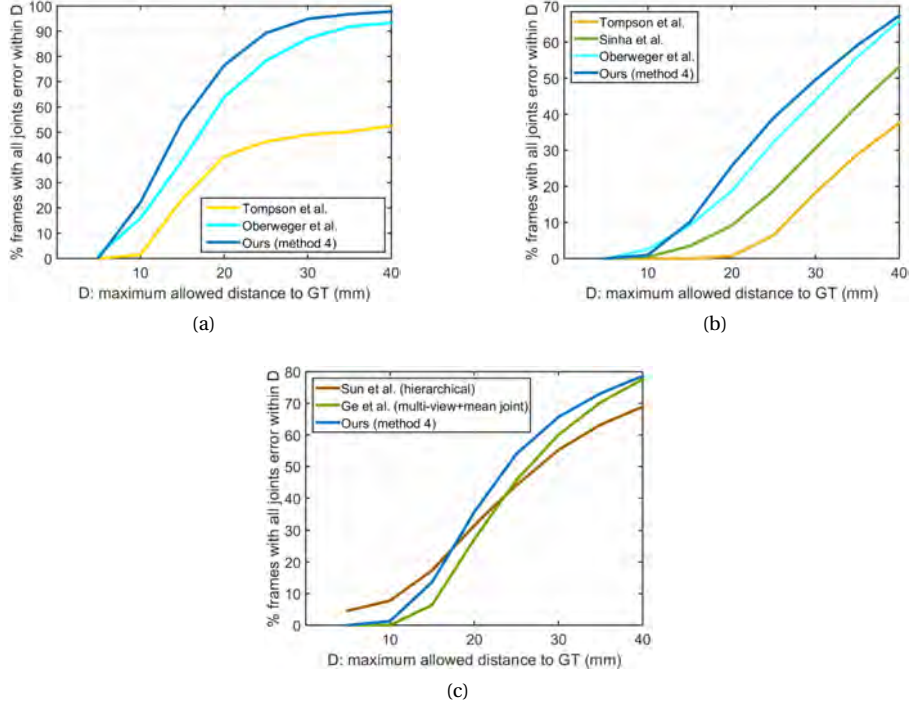 % frames with all joints error within D
100
90
80
70
60
50
40
30
20
10
0
Tompson et al.
Oberweger et al.
Ours (method 4)
10 20 30 40
D: maximum allowed distance to GT (mm)
(a)
% frames with all joints error within D
70
60
50
40
30
20
10
0
Tompson et al.
Sinha et al.
Oberweger et al.
Ours (method 4)
10 20 30 40
D: maximum allowed distance to GT (mm)
(b)
% frames with all joints error within D
80
70
60
50
40
30
20
10
0
Sun et al. (hierarchical)
Ge et al. (multi-view+mean joint)
Ours (method 4)
10 20 30 40
D: maximum allowed distance to GT (mm)
(c)